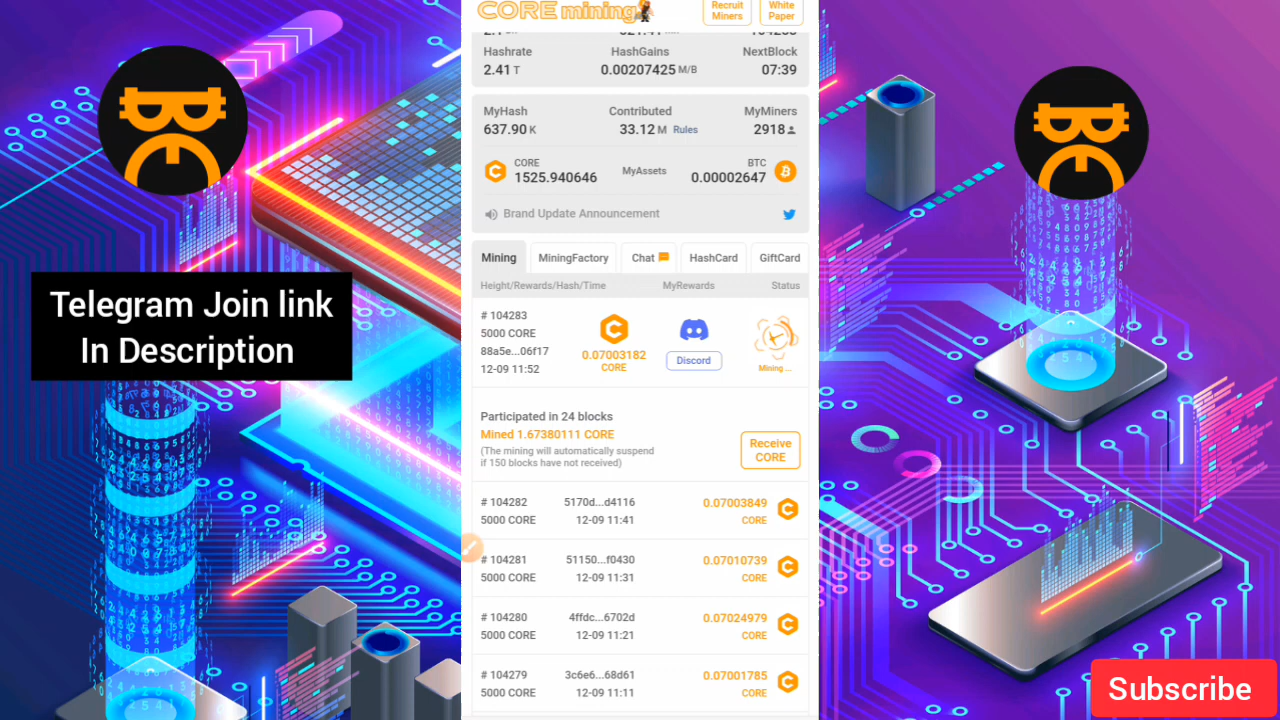 CORE mining
Recruit
Miners
White
Paper
Hashrate
HashGains
NextBlock
2.41 T
0.00207425 M/B
07:39
MyHash
Contributed
MyMiners
637.90 K
33.12 M Rules
2918
CORE
1525.940646
MyAssets
BTC
0.00002647
Brand Update Announcement
Mining
MiningFactory
Chat
HashCard
GiftCard
Height/Rewards/Hash/Time
MyRewards
Status
# 104283
5000 CORE
88a5e...06f17
12-09 11:52
0.07003182
CORE
Discord
Mining ...
Participated in 24 blocks
Mined 1.67380111 CORE
(The mining will automatically suspend
if 150 blocks have not received)
Receive
CORE
# 104282
5170d...d4116
0.07003849
5000 CORE
12-09 11:41
CORE
# 104281
51150...f0430
0.07010739
5000 CORE
12-09 11:31
CORE
# 104280
4ffdc...6702d
0.07024979
5000 CORE
12-09 11:21
CORE
# 104279
3c6e6...68d61
0.07001785
5000 CORE
12-09 11:11
CORE
Telegram Join link
In Description
Subscribe